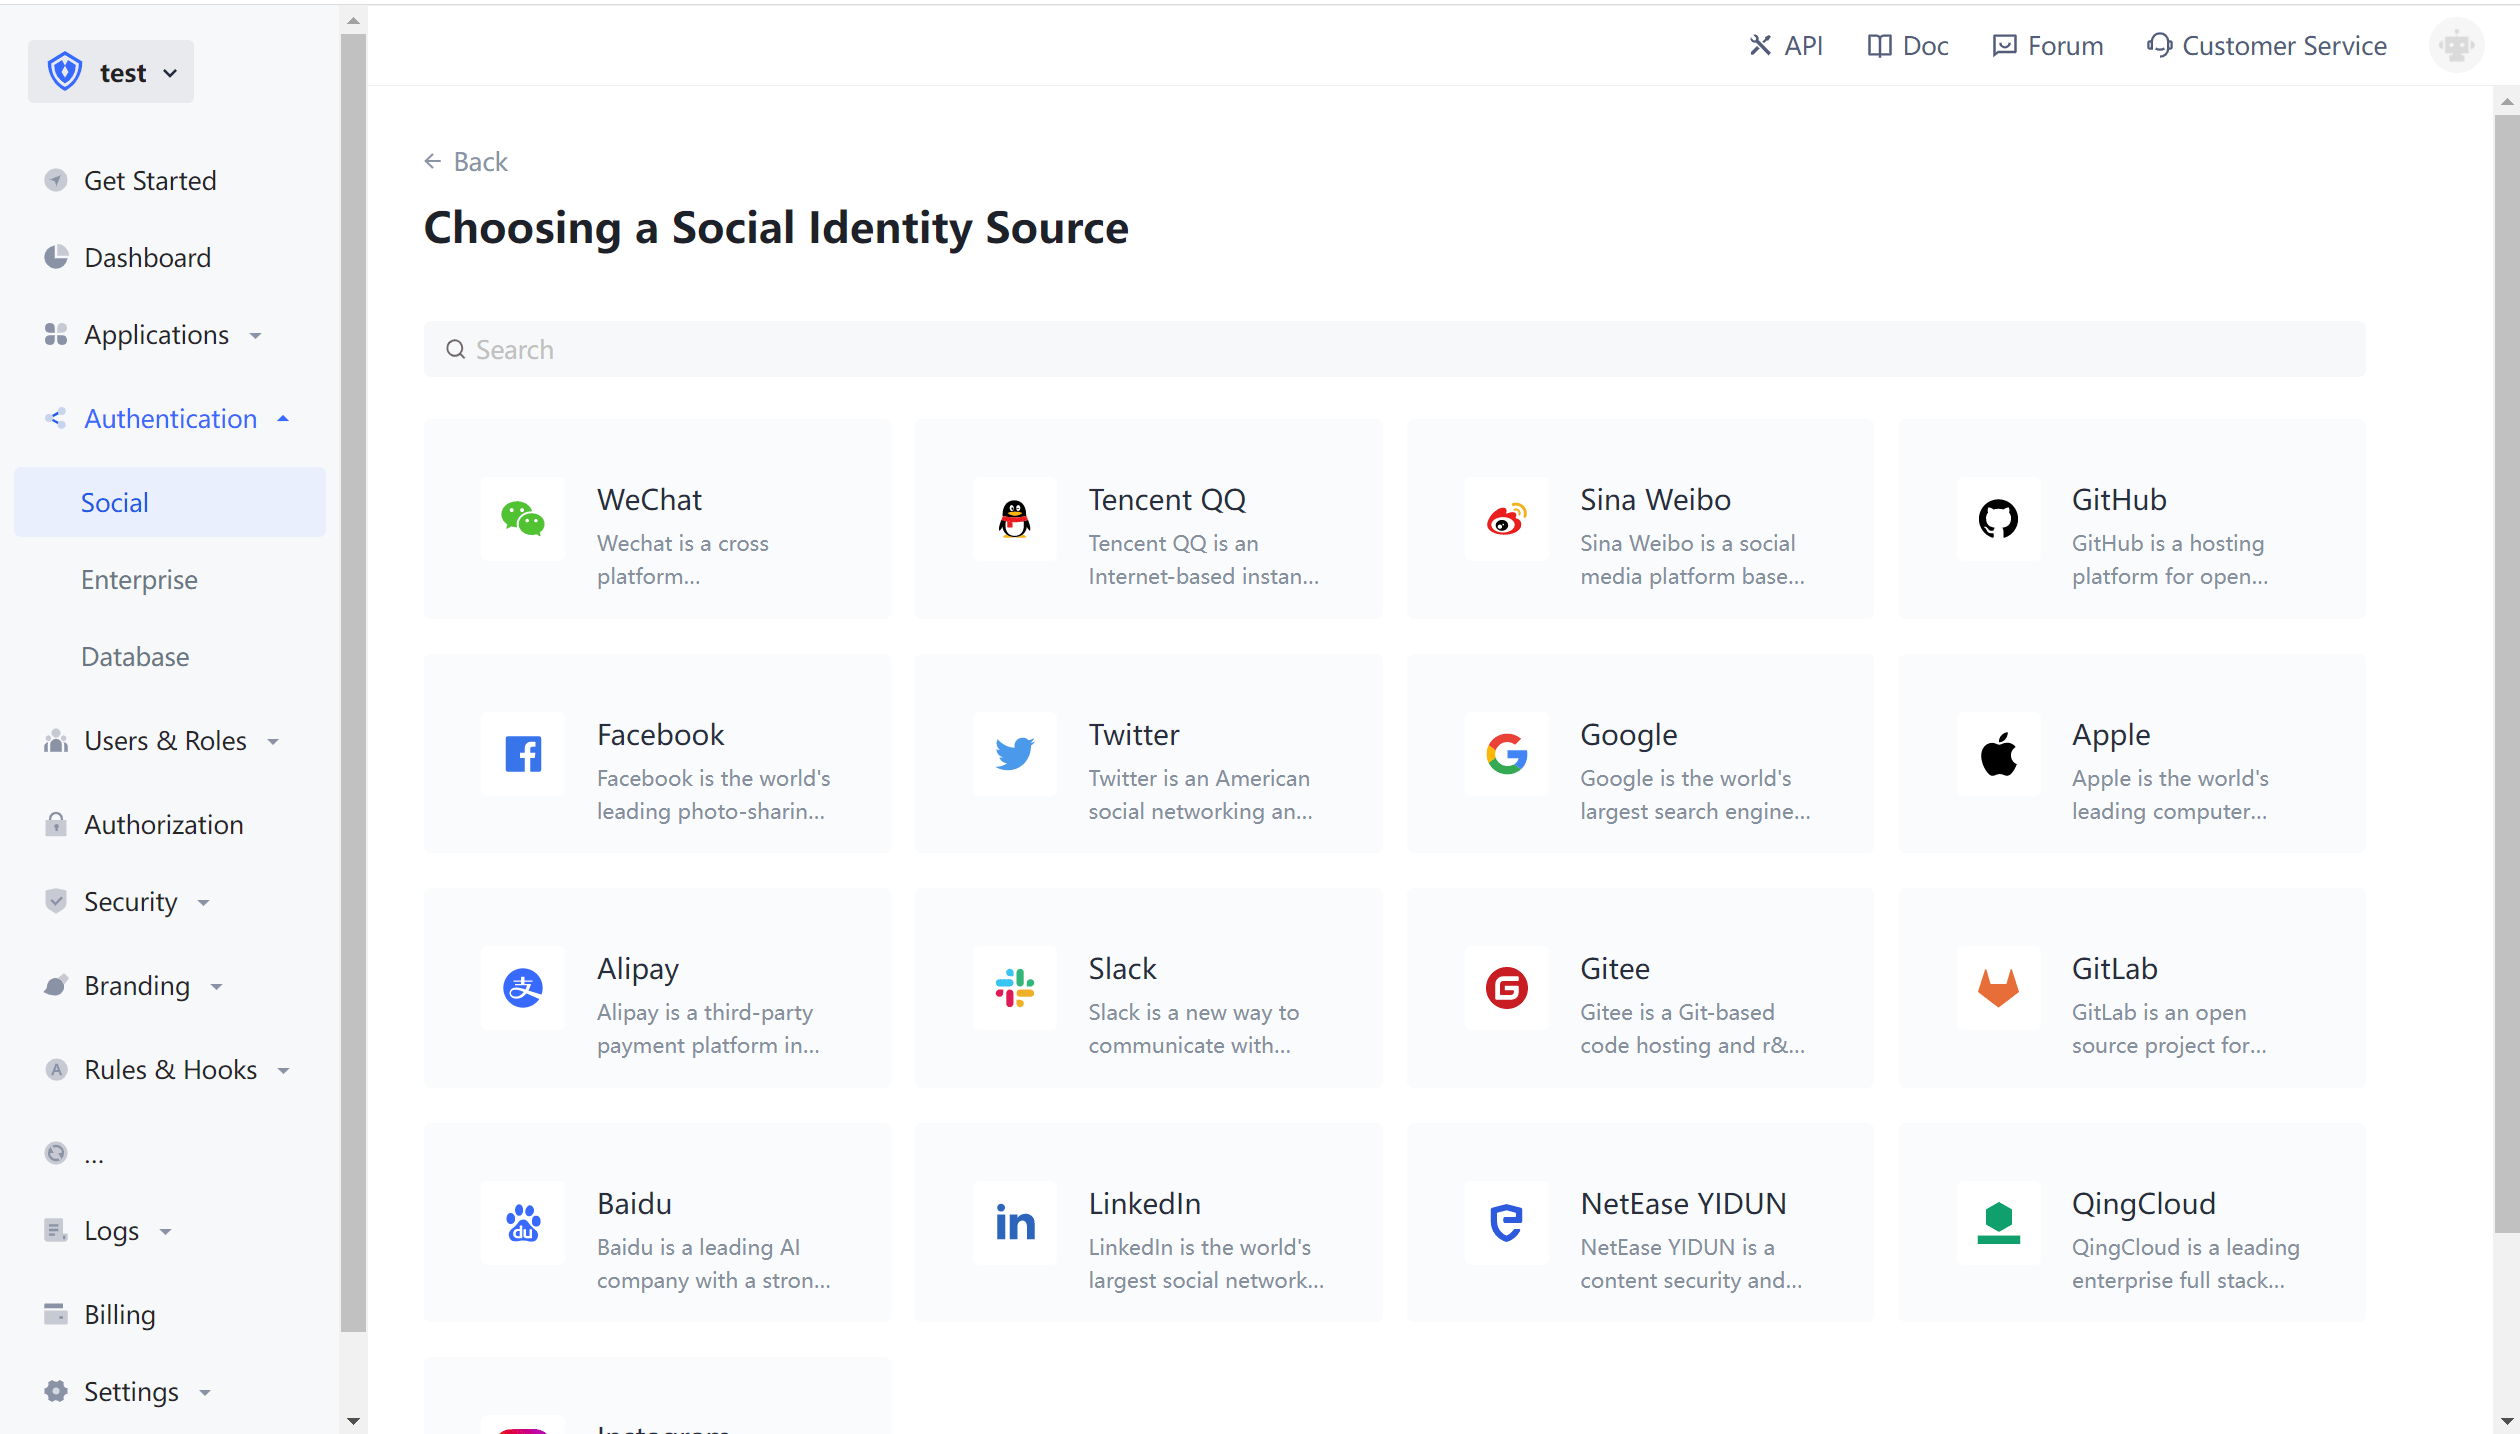 test
API
Doc
Forum
Customer Service
Get Started
Dashboard
Applications
Authentication
Social
Enterprise
Database
Users & Roles
Authorization
Security
Branding
Rules & Hooks
...
Logs
Billing
Settings
Back
Choosing a Social Identity Source
Search
WeChat
Wechat is a cross
platform...
Tencent QQ
Tencent QQ is an
Internet-based instan...
Sina Weibo
Sina Weibo is a social
media platform base...
GitHub
GitHub is a hosting
platform for open...
Facebook
Facebook is the world's
leading photo-sharin...
Twitter
Twitter is an American
social networking an...
Google
Google is the world's
largest search engine...
Apple
Apple is the world's
leading computer...
Alipay
Alipay is a third-party
payment platform in...
Slack
Slack is a new way to
communicate with...
Gitee
Gitee is a Git-based
code hosting and r&...
GitLab
GitLab is an open
source project for...
Baidu
Baidu is a leading AI
company with a stron...
LinkedIn
LinkedIn is the world's
largest social network...
NetEase YIDUN
NetEase YIDUN is a
content security and...
QingCloud
QingCloud is a leading
enterprise full stack...
Instagram